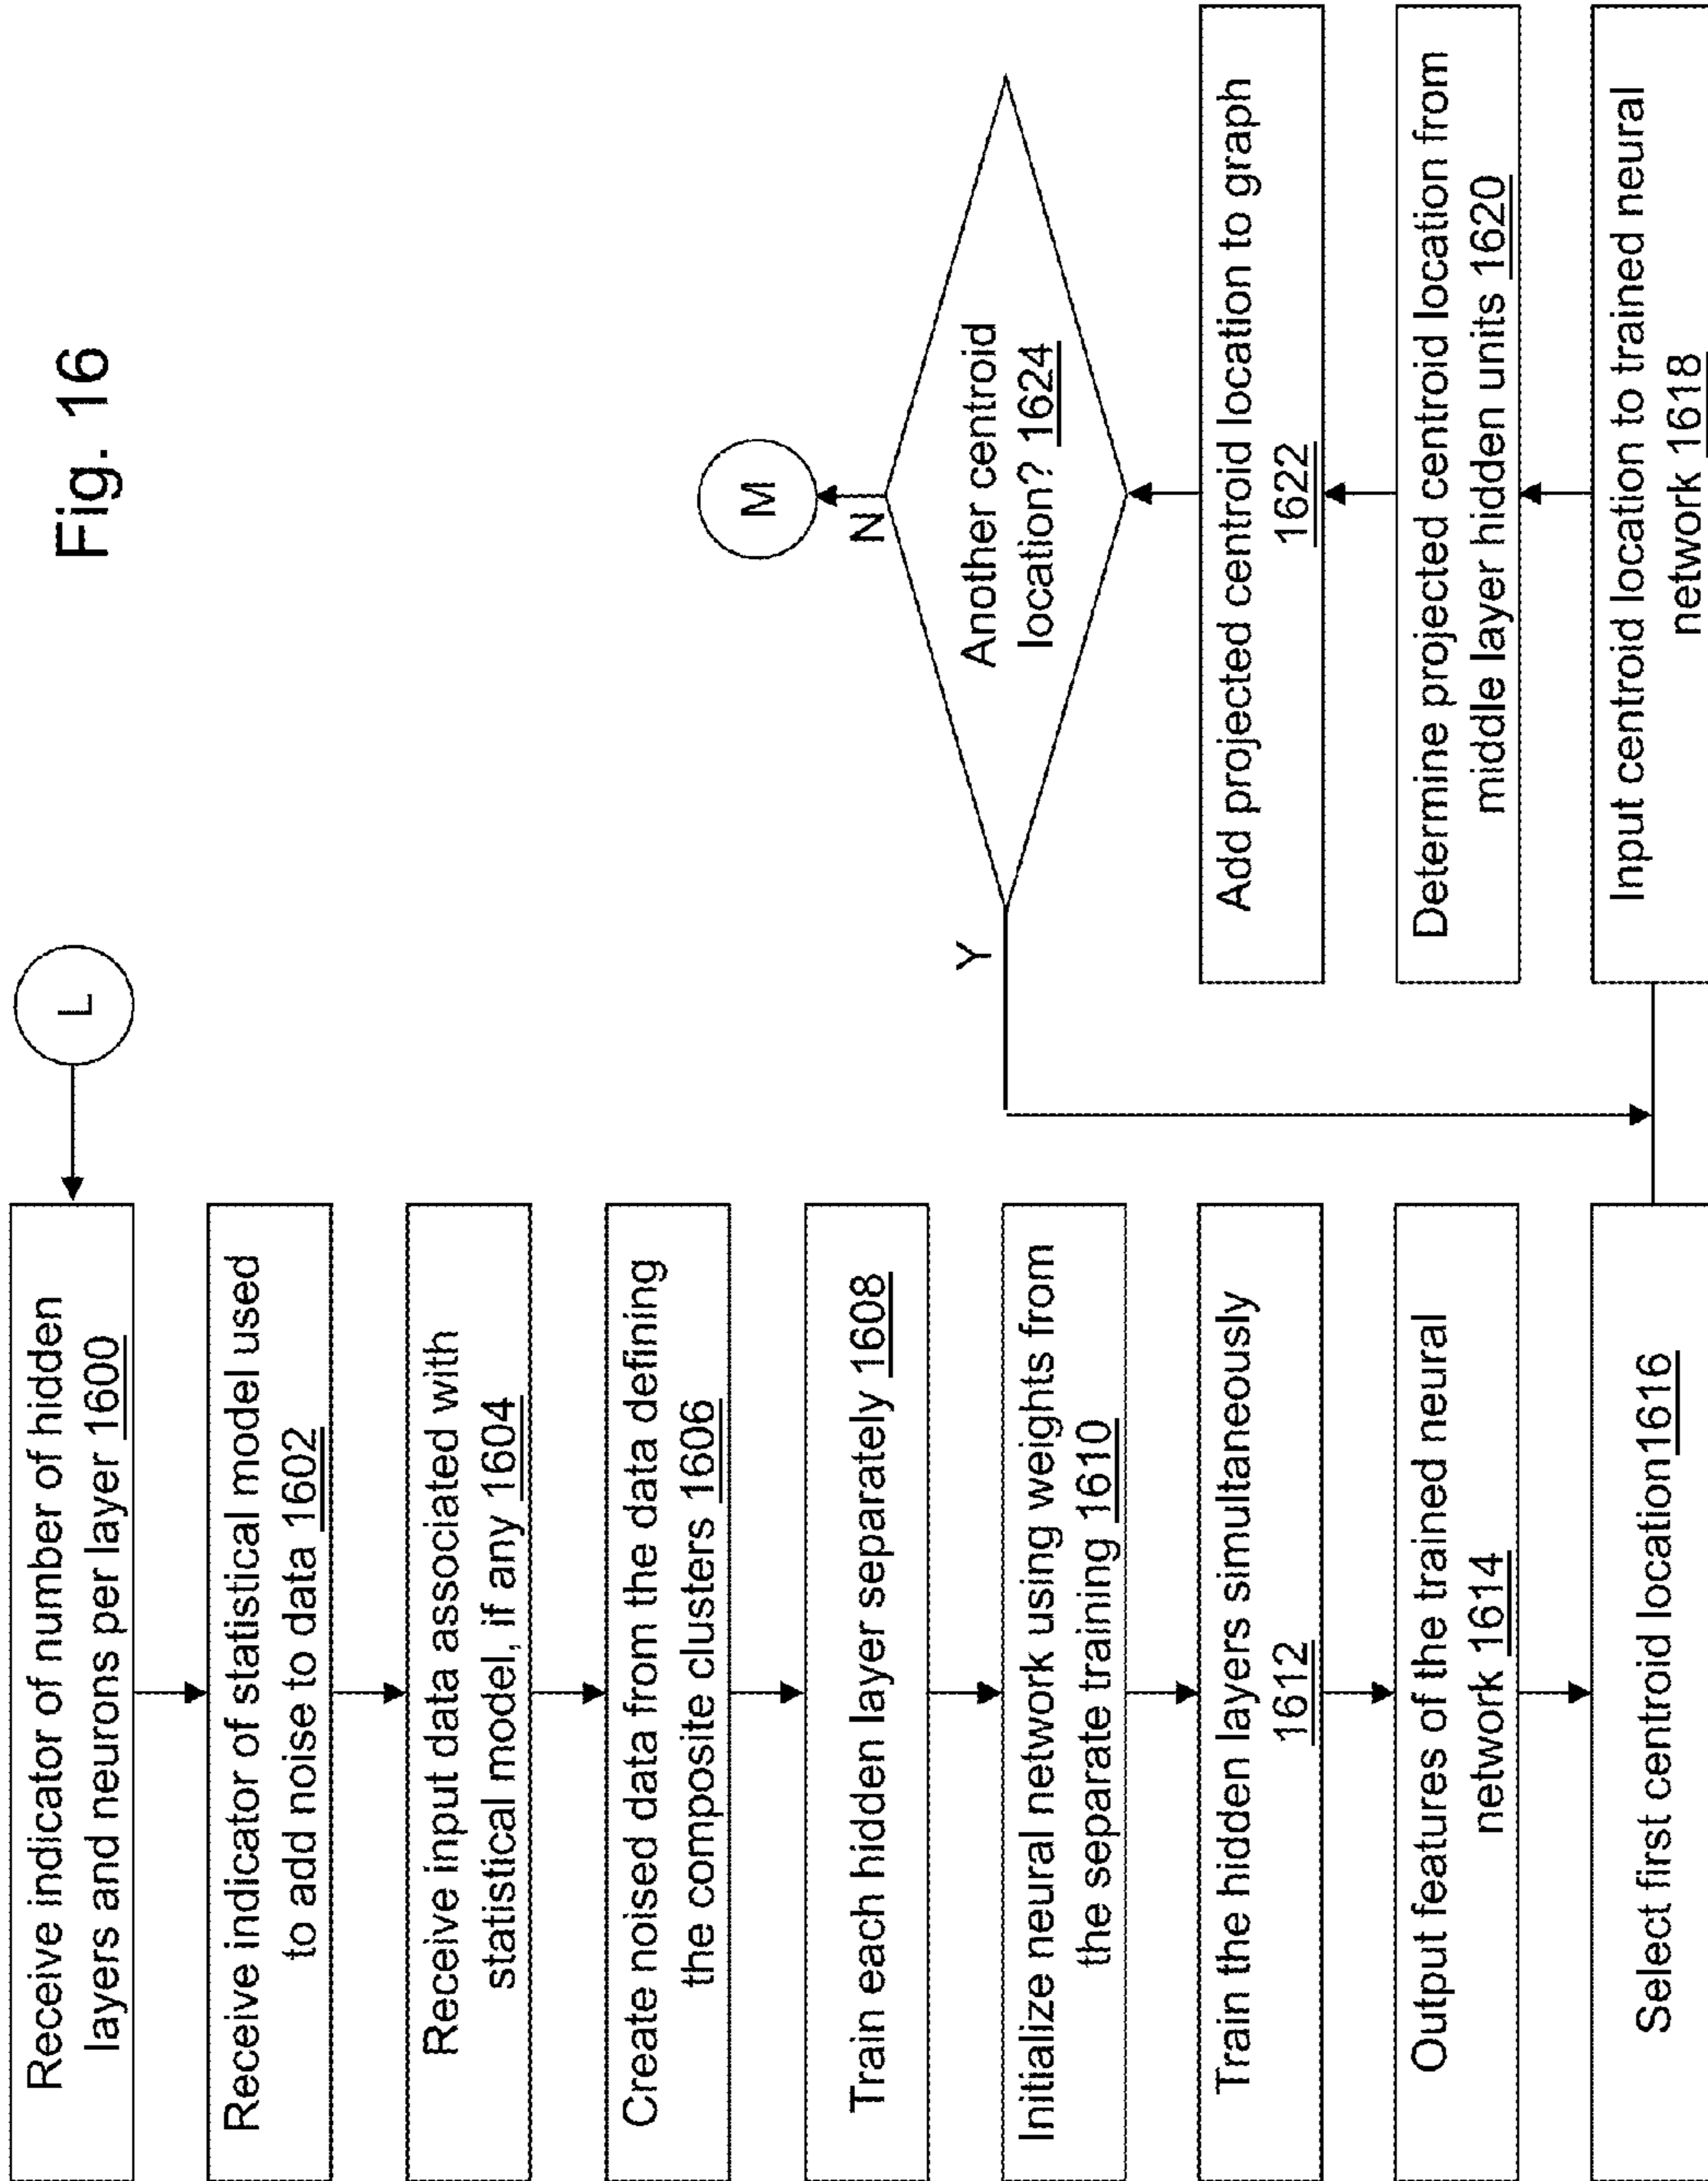 Fig. 16
L
Receive indicator of number of hidden
layers and neurons per layer 1600
Receive indicator of statistical model used
to add noise to data 1602
Receive input data associated with
statistical model, if any 1604
Create noised data from the data defining
the composite clusters 1606
Train each hidden layer separately 1608
Initialize neural network using weights from
the separate training 1610
Train the hidden layers simultaneously
1612
Output features of the trained neural
network 1614
Select first centroid location1616
Input centroid location to trained neural
network 1618
Determine projected centroid location from
middle layer hidden units 1620
Add projected centroid location to graph
1622
Another centroid
location? 1624
Y
N
M